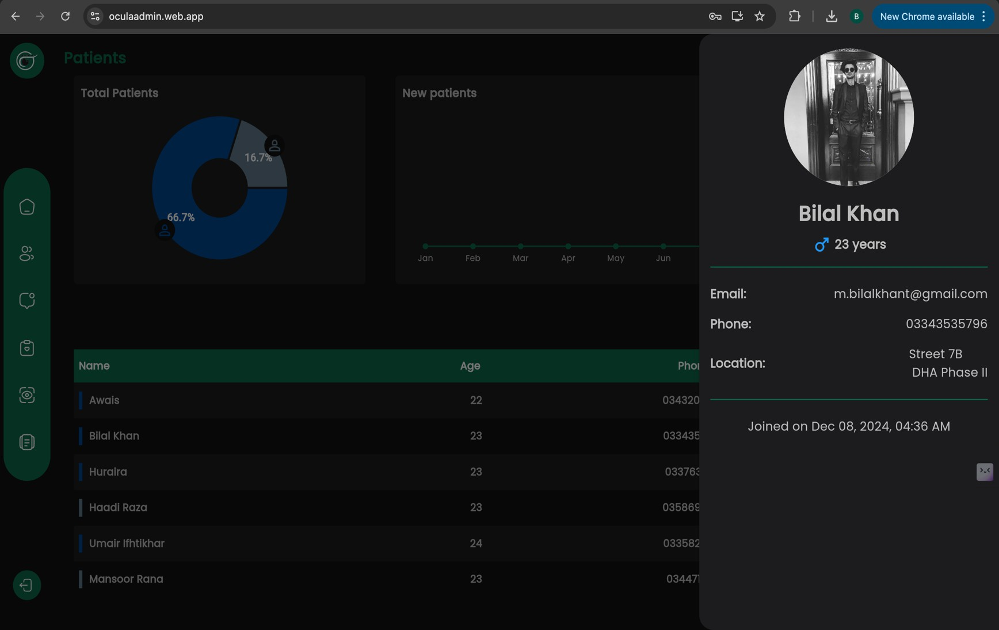 oculaadmin.web.app
B
New Chrome available
Patients
Total Patients
16.7%
66.7%
New patients
Jan Feb Mar Apr May Jun
Name Age Phor
Awais 22 034320
Bilal Khan 23 033435
Huraira 23 033763
Haadi Raza 23 035869
Umair Ifhtikhar 24 033582
Mansoor Rana 23 034471
Bilal Khan
23 years
Email: m.bilalkhant@gmail.com
Phone: 03343535796
Location: Street 7B
DHA Phase II
Joined on Dec 08, 2024, 04:36 AM